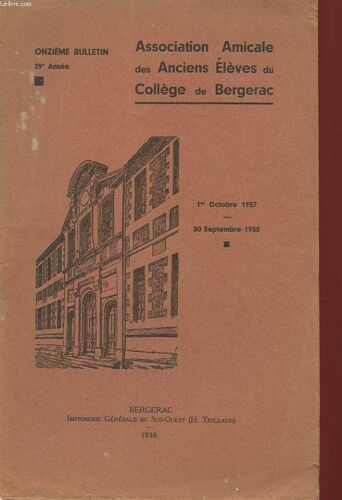 Le-livre.com
ONZIÈME BULLETIN
29e Année
Association Amicale
des Anciens Élèves du
Collège de Bergerac
1er Octobre 1937
—
30 Septembre 1938
BERGERAC
IMPRIMERIE GÉNÉRALE DU SUD-OUEST (H. TRILLAUD)
—
1938